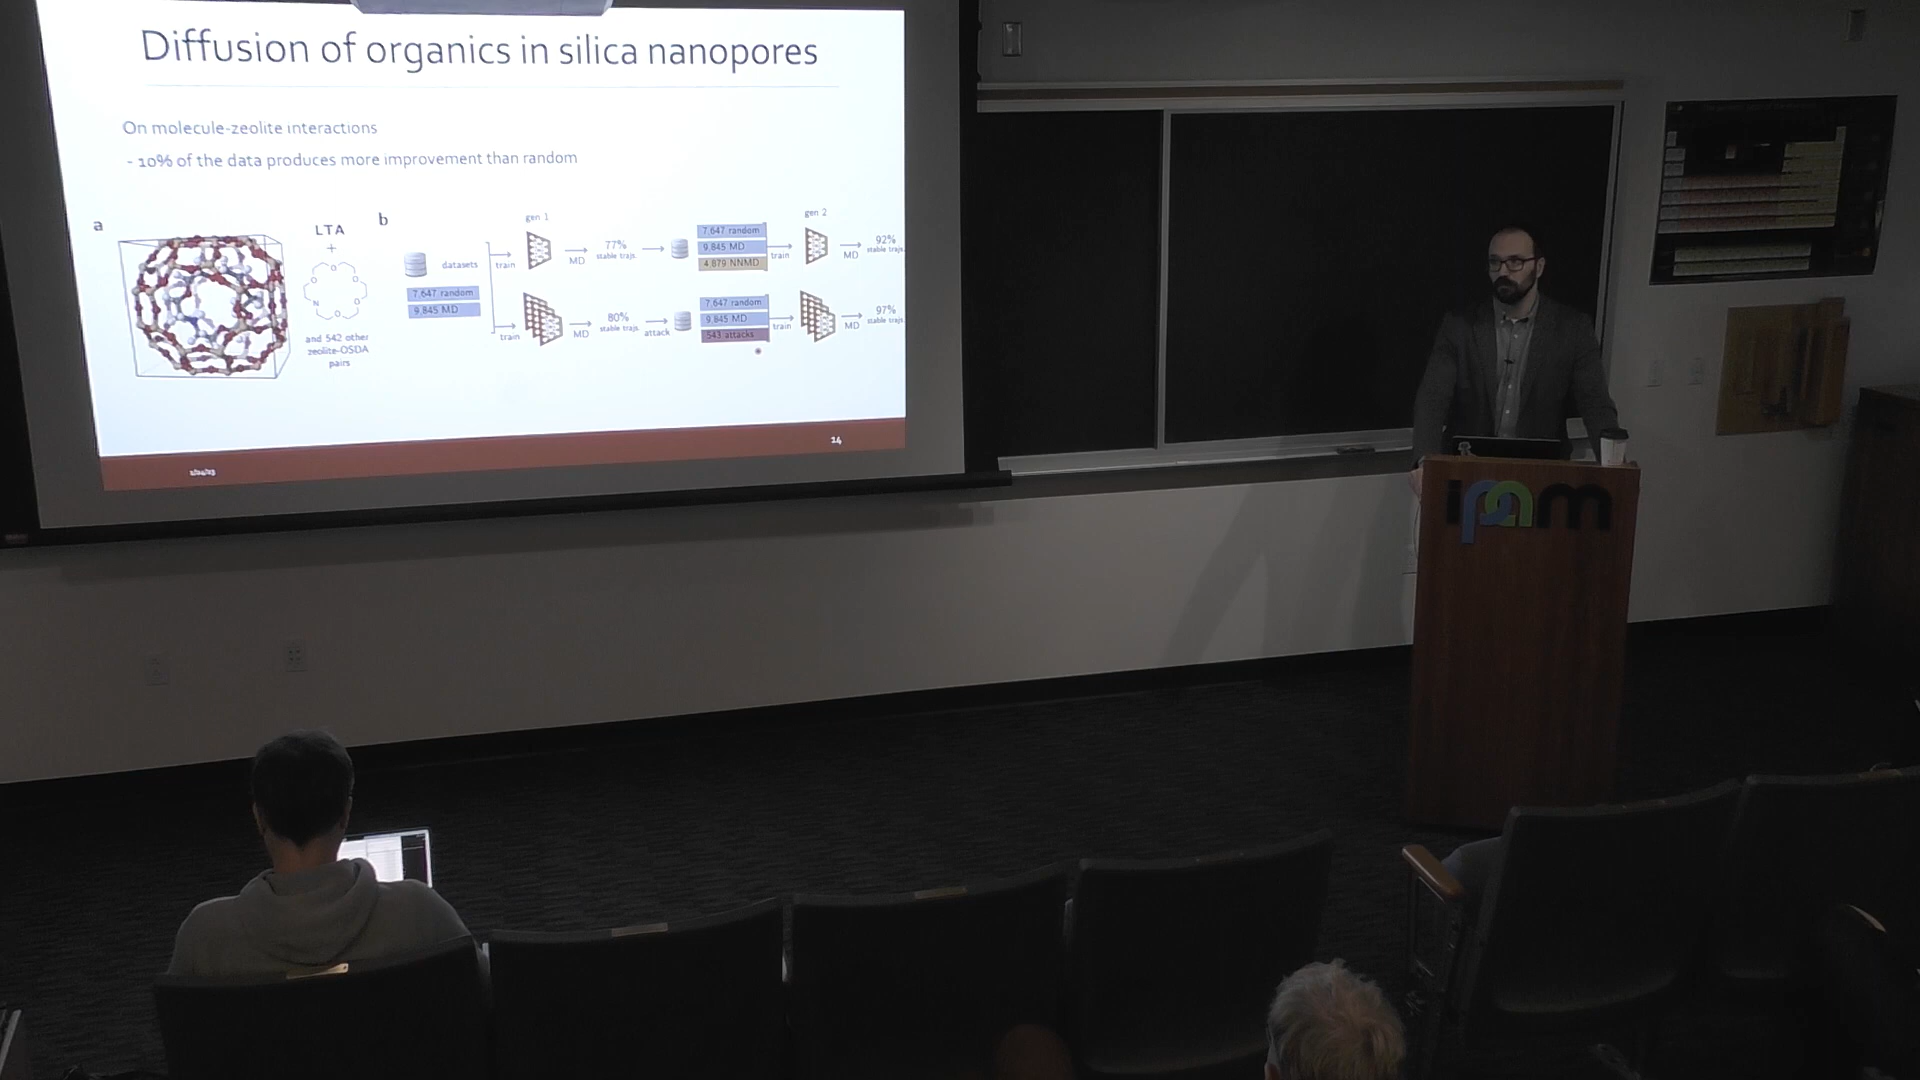 Diffusion of organics in silica nanopores
On molecule-zeolite interactions
- 10% of the data produces more improvement than random
a
LTA
+
O
O
O
N
O
O
and 542 other
zeolite-OSDA
pairs
b
datasets
7,647 random
9,845 MD
train
gen 1
MD
77%
stable trajs.
7,647 random
9,845 MD
4,879 NNMD
train
gen 2
MD
92%
stable trajs.
train
MD
80%
stable trajs.
attack
7,647 random
9,845 MD
543 attacks
train
MD
97%
stable trajs.
14
ipam